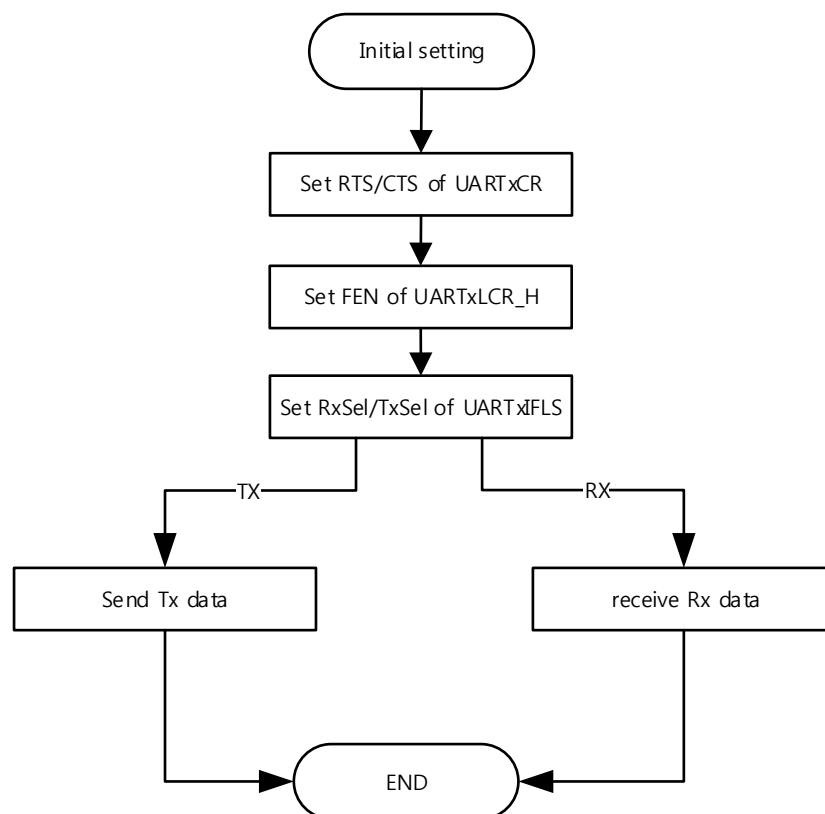 Initial setting
Set RTS/CTS of UARTxCR
Set FEN of UARTxLCR_H
Set RxSel/TxSel of UARTxIFLS
TX
RX
Send Tx data
receive Rx data
END